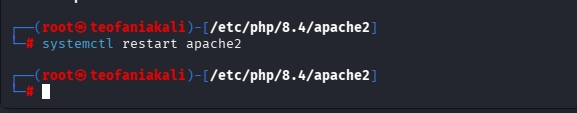 ┌──(root㉿teofaniakali)-[/etc/php/8.4/apache2]
└─# systemctl restart apache2
┌──(root㉿teofaniakali)-[/etc/php/8.4/apache2]
└─#